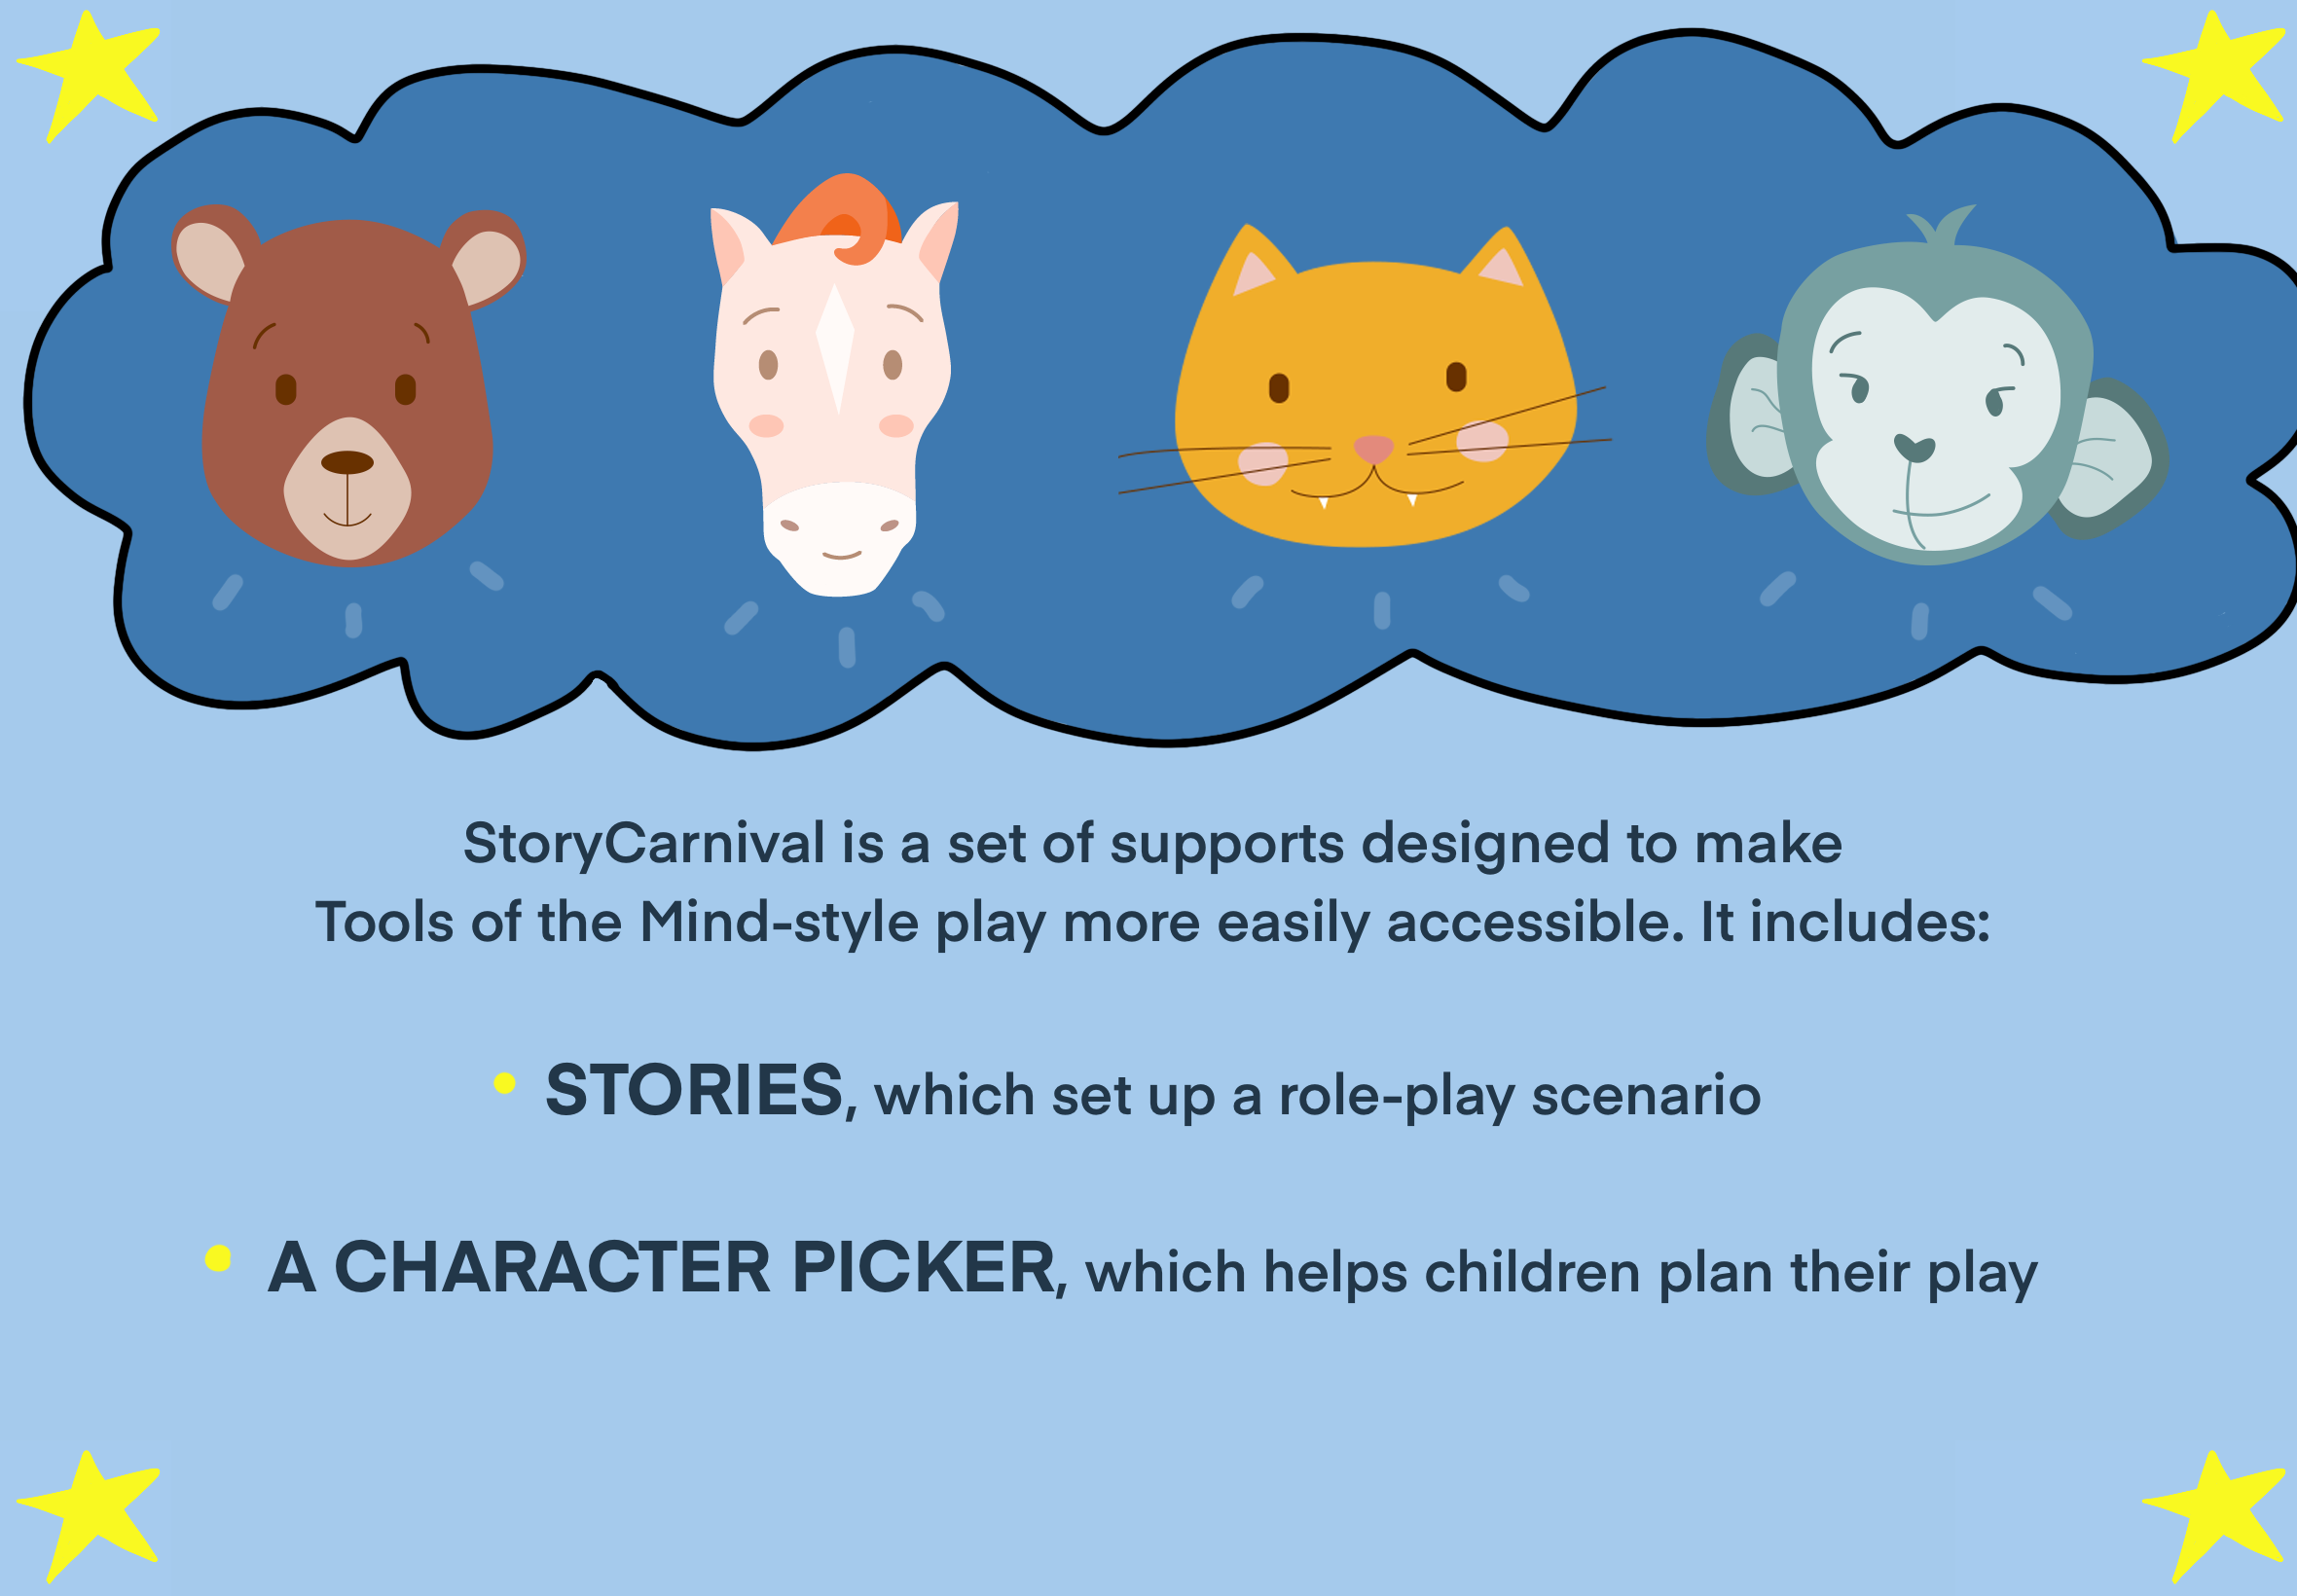 StoryCarnival is a set of supports designed to make
Tools of the Mind-style play more easily accessible. It includes:
STORIES, which set up a role-play scenario
A CHARACTER PICKER, which helps children plan their play